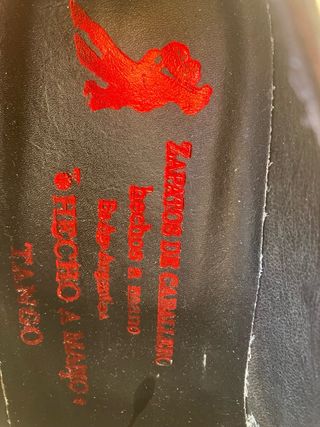 ZAPATOS DE CABALLERO
hechos a mano
HECHO A MANO
TANGO